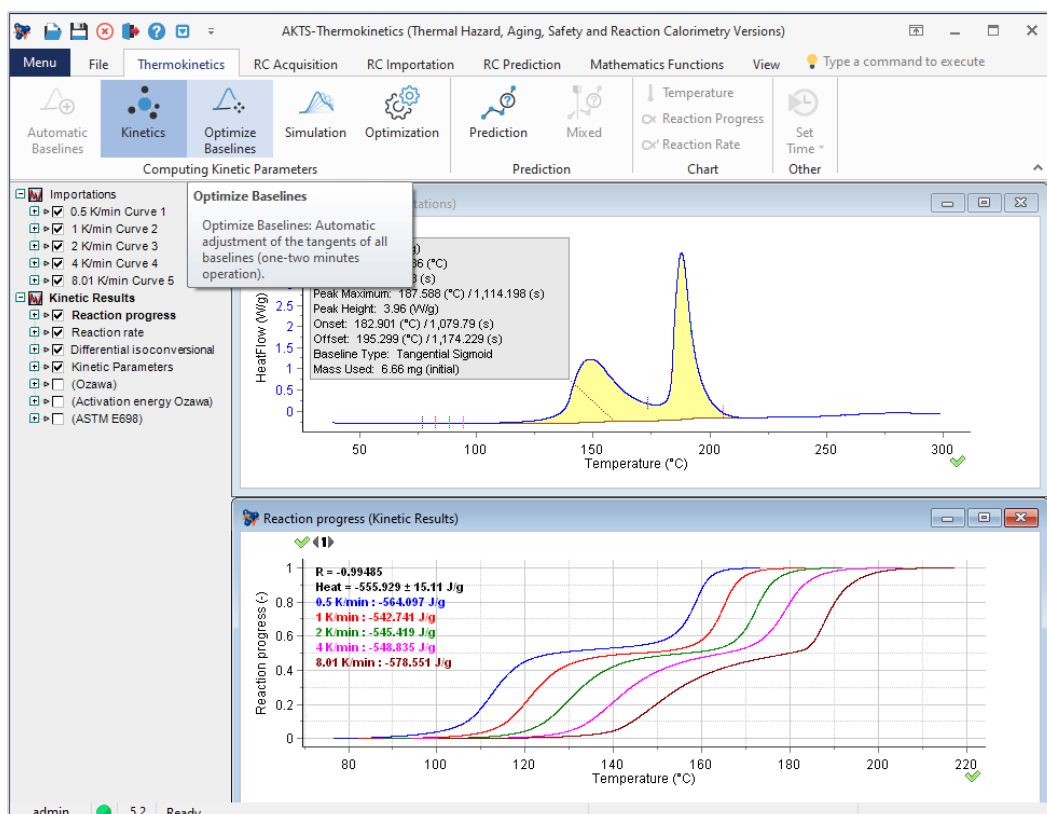 AKTS-Thermokinetics (Thermal Hazard, Aging, Safety and Reaction Calorimetry Versions)
Menu File Thermokinetics RC Acquisition RC Importation RC Prediction Mathematics Functions View Type a command to execute
Automatic Baselines
Kinetics
Optimize Baselines
Simulation
Optimization
Prediction
Mixed
Temperature
Reaction Progress
Reaction Rate
Set Time
Computing Kinetic Parameters
Prediction
Chart
Other
Importations
0.5 K/min Curve 1
1 K/min Curve 2
2 K/min Curve 3
4 K/min Curve 4
8.01 K/min Curve 5
Kinetic Results
Reaction progress
Reaction rate
Differential isoconversional
Kinetic Parameters
(Ozawa)
(Activation energy Ozawa)
(ASTM E698)
Optimize Baselines
Optimize Baselines: Automatic
adjustment of the tangents of all
baselines (one-two minutes
operation).
Peak Maximum: 187.588 (°C) / 1,114.198 (s)
Peak Height: 3.96 (W/g)
Onset: 182.901 (°C) / 1,079.79 (s)
Offset: 195.299 (°C) / 1,174.229 (s)
Baseline Type: Tangential Sigmoid
Mass Used: 6.66 mg (initial)
HeatFlow (W/g)
2.5
2
1.5
1
0.5
0
50 100 150 200 250 300
Temperature (°C)
Reaction progress (Kinetic Results)
1
R = -0.99485
Heat = -555.929 ± 15.11 J/g
0.5 K/min : -564.097 J/g
1 K/min : -542.741 J/g
2 K/min : -545.419 J/g
4 K/min : -548.835 J/g
8.01 K/min : -578.551 J/g
Reaction progress (-)
1
0.8
0.6
0.4
0.2
0
80 100 120 140 160 180 200 220
Temperature (°C)
admin 5.2 Ready